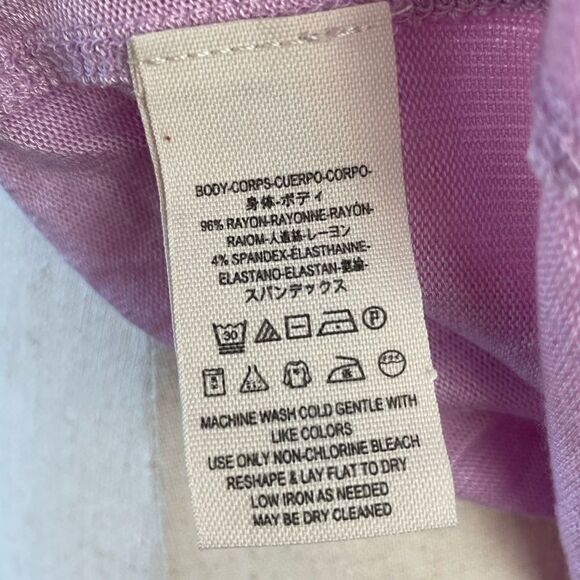 BODY-CORPS-CUERPO-CORPO-
身体-ボディ
96% RAYON-RAYONNE-RAYÓN-
RAIOM-人造絲-レーヨン
4% SPANDEX-ÉLASTHANNE-
ELASTANO-ELASTAN-氨綸-
スパンデックス
30
P
MACHINE WASH COLD GENTLE WITH
LIKE COLORS
USE ONLY NON-CHLORINE BLEACH
RESHAPE & LAY FLAT TO DRY
LOW IRON AS NEEDED
MAY BE DRY CLEANED